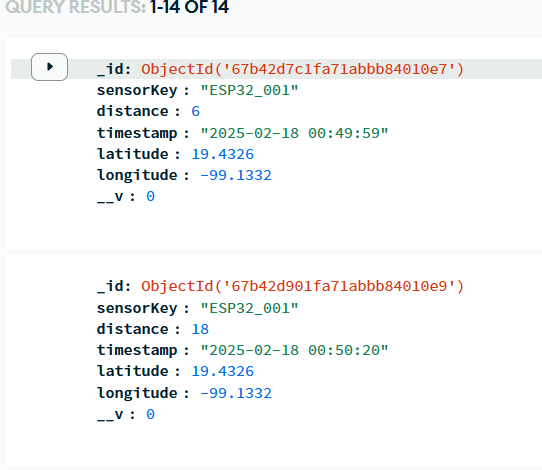 QUERY RESULTS: 1-14 OF 14
_id: ObjectId('67b42d7c1fa71abbb84010e7')
sensorKey : "ESP32_001"
distance : 6
timestamp : "2025-02-18 00:49:59"
latitude : 19.4326
longitude : -99.1332
__v : 0
_id: ObjectId('67b42d901fa71abbb84010e9')
sensorKey : "ESP32_001"
distance : 18
timestamp : "2025-02-18 00:50:20"
latitude : 19.4326
longitude : -99.1332
__v : 0